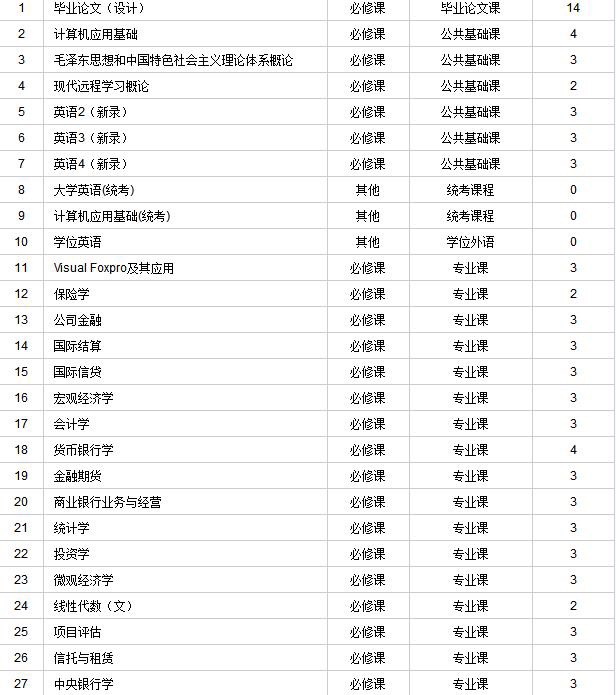 1 毕业论文（设计） 必修课 毕业论文课 14
2 计算机应用基础 必修课 公共基础课 4
3 毛泽东思想和中国特色社会主义理论体系概论 必修课 公共基础课 3
4 现代远程学习概论 必修课 公共基础课 2
5 英语2（新录） 必修课 公共基础课 3
6 英语3（新录） 必修课 公共基础课 3
7 英语4（新录） 必修课 公共基础课 3
8 大学英语(统考) 其他 统考课程 0
9 计算机应用基础(统考) 其他 统考课程 0
10 学位英语 其他 学位外语 0
11 Visual Foxpro及其应用 必修课 专业课 3
12 保险学 必修课 专业课 2
13 公司金融 必修课 专业课 3
14 国际结算 必修课 专业课 3
15 国际信贷 必修课 专业课 3
16 宏观经济学 必修课 专业课 3
17 会计学 必修课 专业课 3
18 货币银行学 必修课 专业课 4
19 金融期货 必修课 专业课 3
20 商业银行业务与经营 必修课 专业课 3
21 统计学 必修课 专业课 3
22 投资学 必修课 专业课 3
23 微观经济学 必修课 专业课 3
24 线性代数（文） 必修课 专业课 2
25 项目评估 必修课 专业课 3
26 信托与租赁 必修课 专业课 3
27 中央银行学 必修课 专业课 3